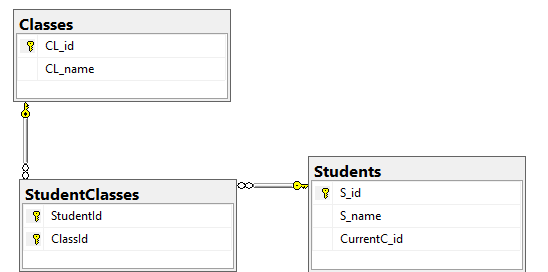 Classes
CL_id
CL_name
StudentClasses
StudentId
ClassId
Students
S_id
S_name
CurrentC_id